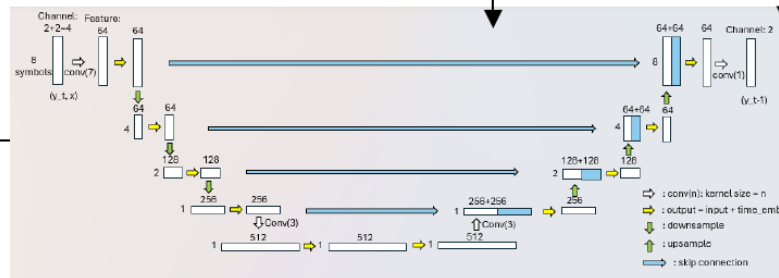 Channel: Feature:
2+2=4 64 64
8
symbols
conv(7)
(y_t, x)
64+64 64 Channel: 2
8
conv(1)
(y_t-1)
64 64
4
64+64 64
4
128 128
2
128+128 128
2
256 256
1
256+256 256
1
Conv(3)
Conv(3)
512 512 512
1 1 1
: conv(n): kernel size = n
: output = input + time_emb
: downsample
: upsample
: skip connection